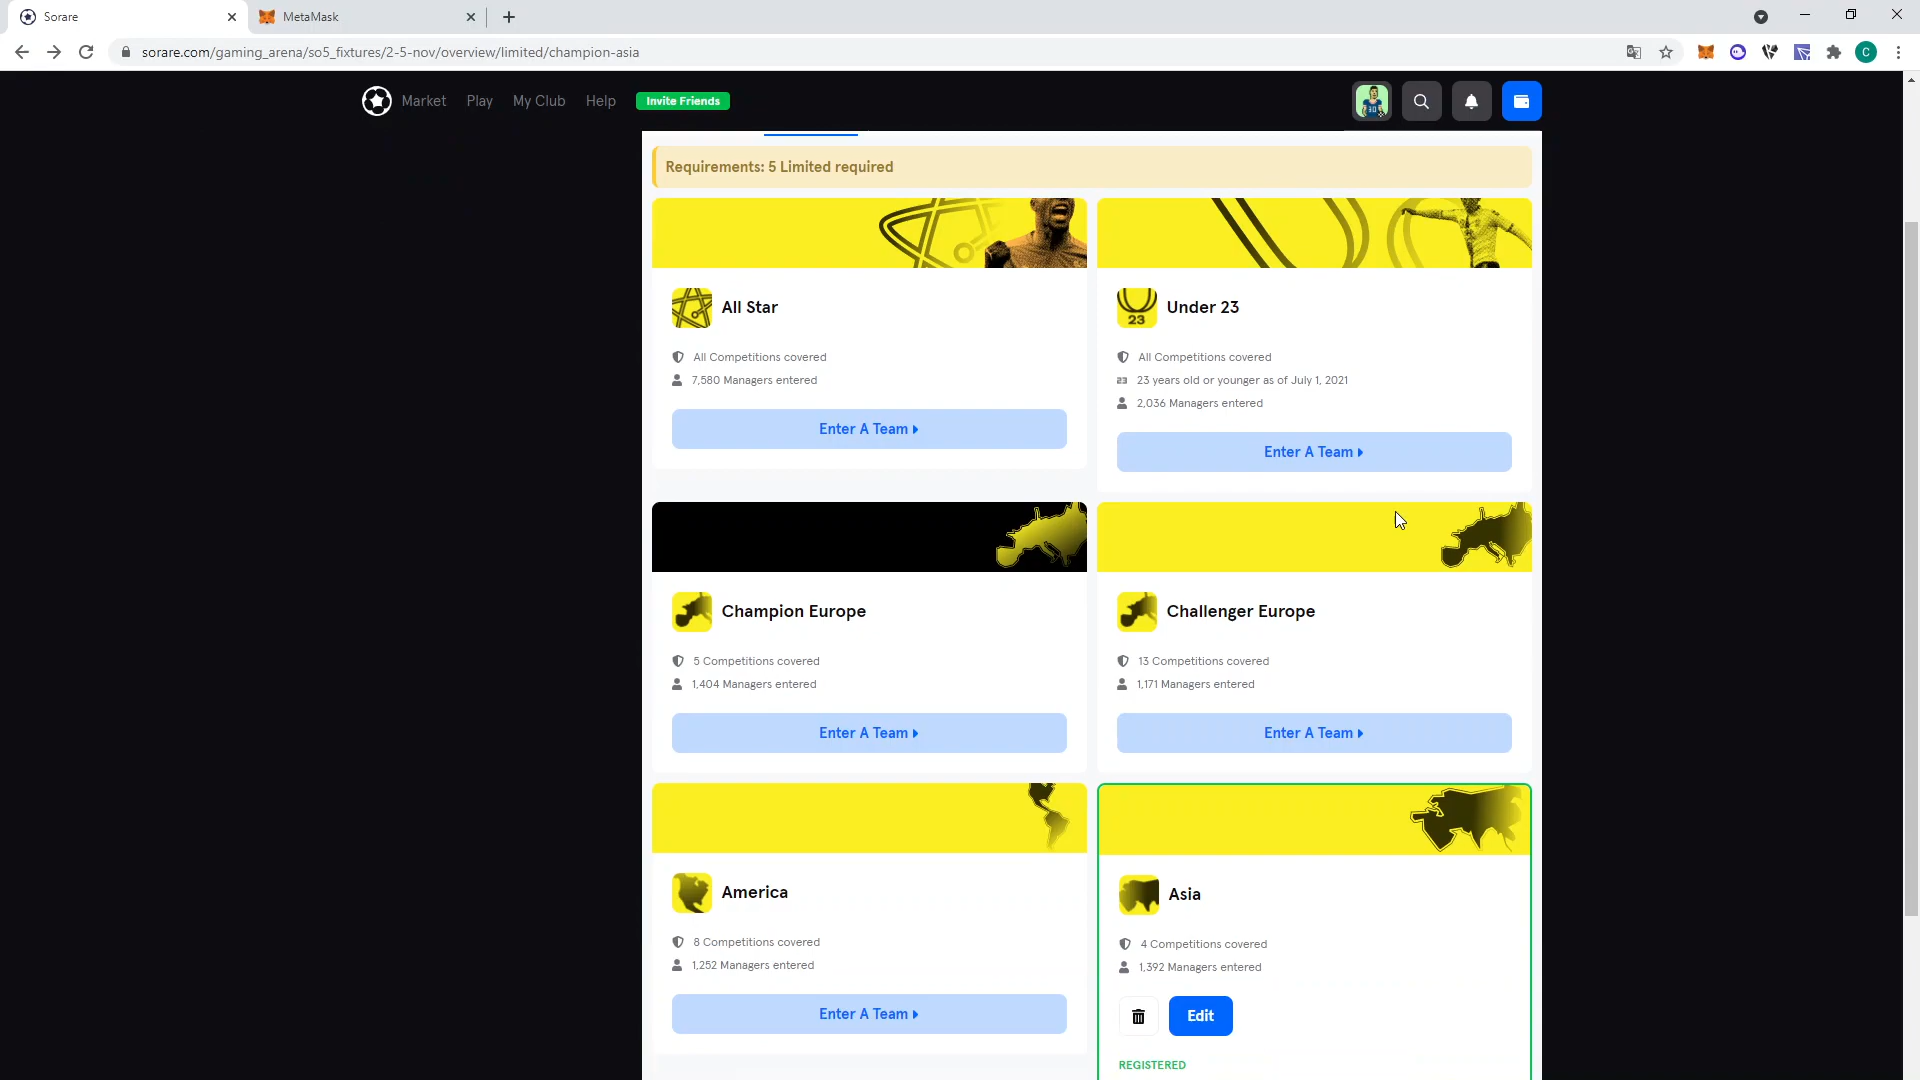 Sorare
MetaMask
sorare.com/gaming_arena/so5_fixtures/2-5-nov/overview/limited/champion-asia
C
Market
Play
My Club
Help
Invite Friends
Requirements: 5 Limited required
All Star
All Competitions covered
7,580 Managers entered
Enter A Team
23
Under 23
All Competitions covered
23 23 years old or younger as of July 1, 2021
2,036 Managers entered
Enter A Team
Champion Europe
5 Competitions covered
1,404 Managers entered
Enter A Team
Challenger Europe
13 Competitions covered
1,171 Managers entered
Enter A Team
America
8 Competitions covered
1,252 Managers entered
Enter A Team
Asia
4 Competitions covered
1,392 Managers entered
Edit
REGISTERED